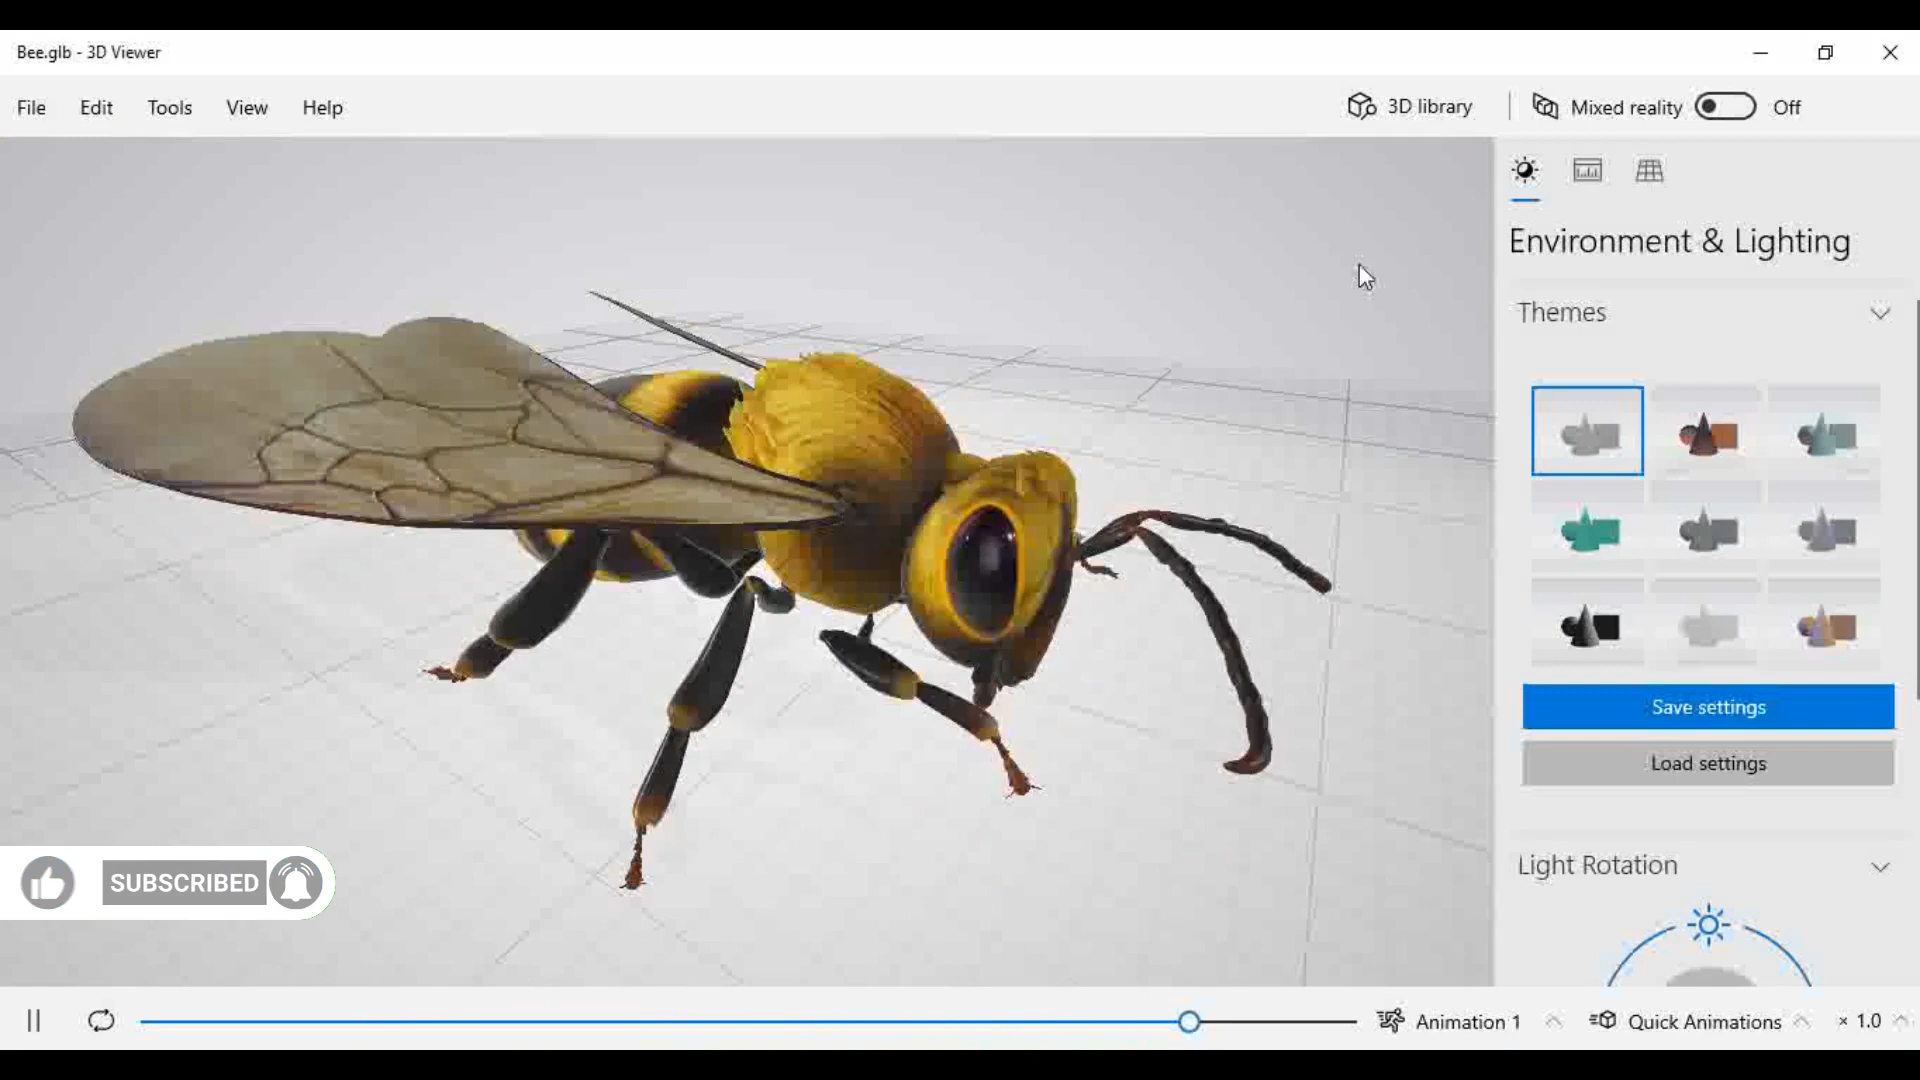 Bee.glb - 3D Viewer
File Edit Tools View Help
3D library
Mixed reality Off
Environment & Lighting
Themes
Save settings
Load settings
Light Rotation
SUBSCRIBED
Animation 1
Quick Animations
× 1.0